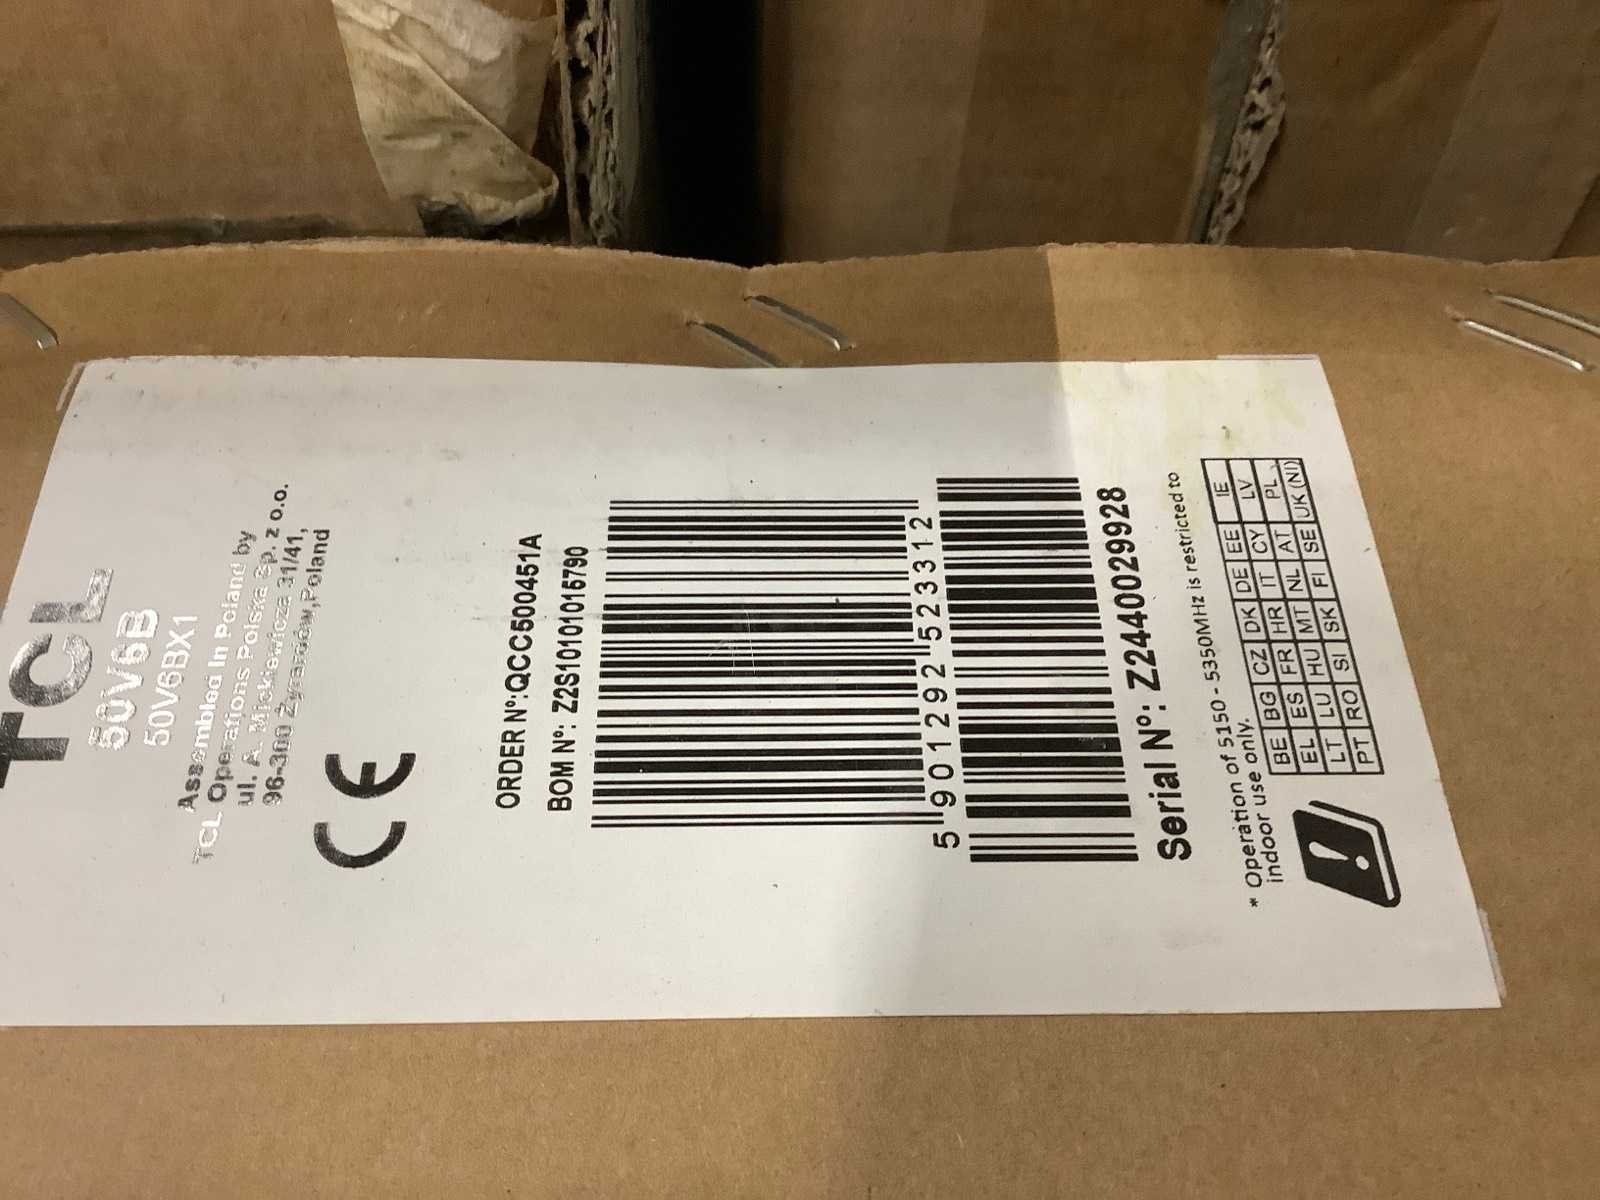 TCL
50V6B
50V6BX1
Assembled In Poland by
TCL Operations Polska Sp. z o.o.
ul. A. Mickiewicza 31/41,
96-300 Żyrardów,Poland
CE
ORDER N°:QCC500451A
BOM N°: Z2S10101015790
5 901292 523312
Serial N°: Z2440029928
* Operation of 5150 - 5350MHz is restricted to
indoor use only.
BE BG CZ DK DE EE IE
EL ES FR HR IT CY LV
LT LU HU MT NL AT PL
PT RO SI SK FI SE UK(NI)